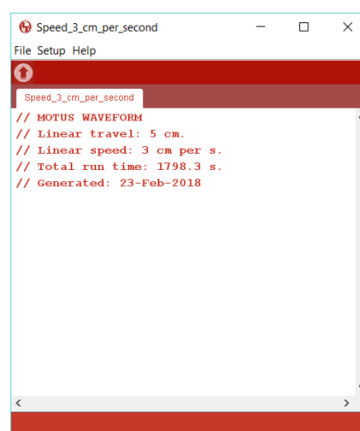 Speed_3_cm_per_second
File Setup Help
Speed_3_cm_per_second
// MOTUS WAVEFORM
// Linear travel: 5 cm.
// Linear speed: 3 cm per s.
// Total run time: 1798.3 s.
// Generated: 23-Feb-2018